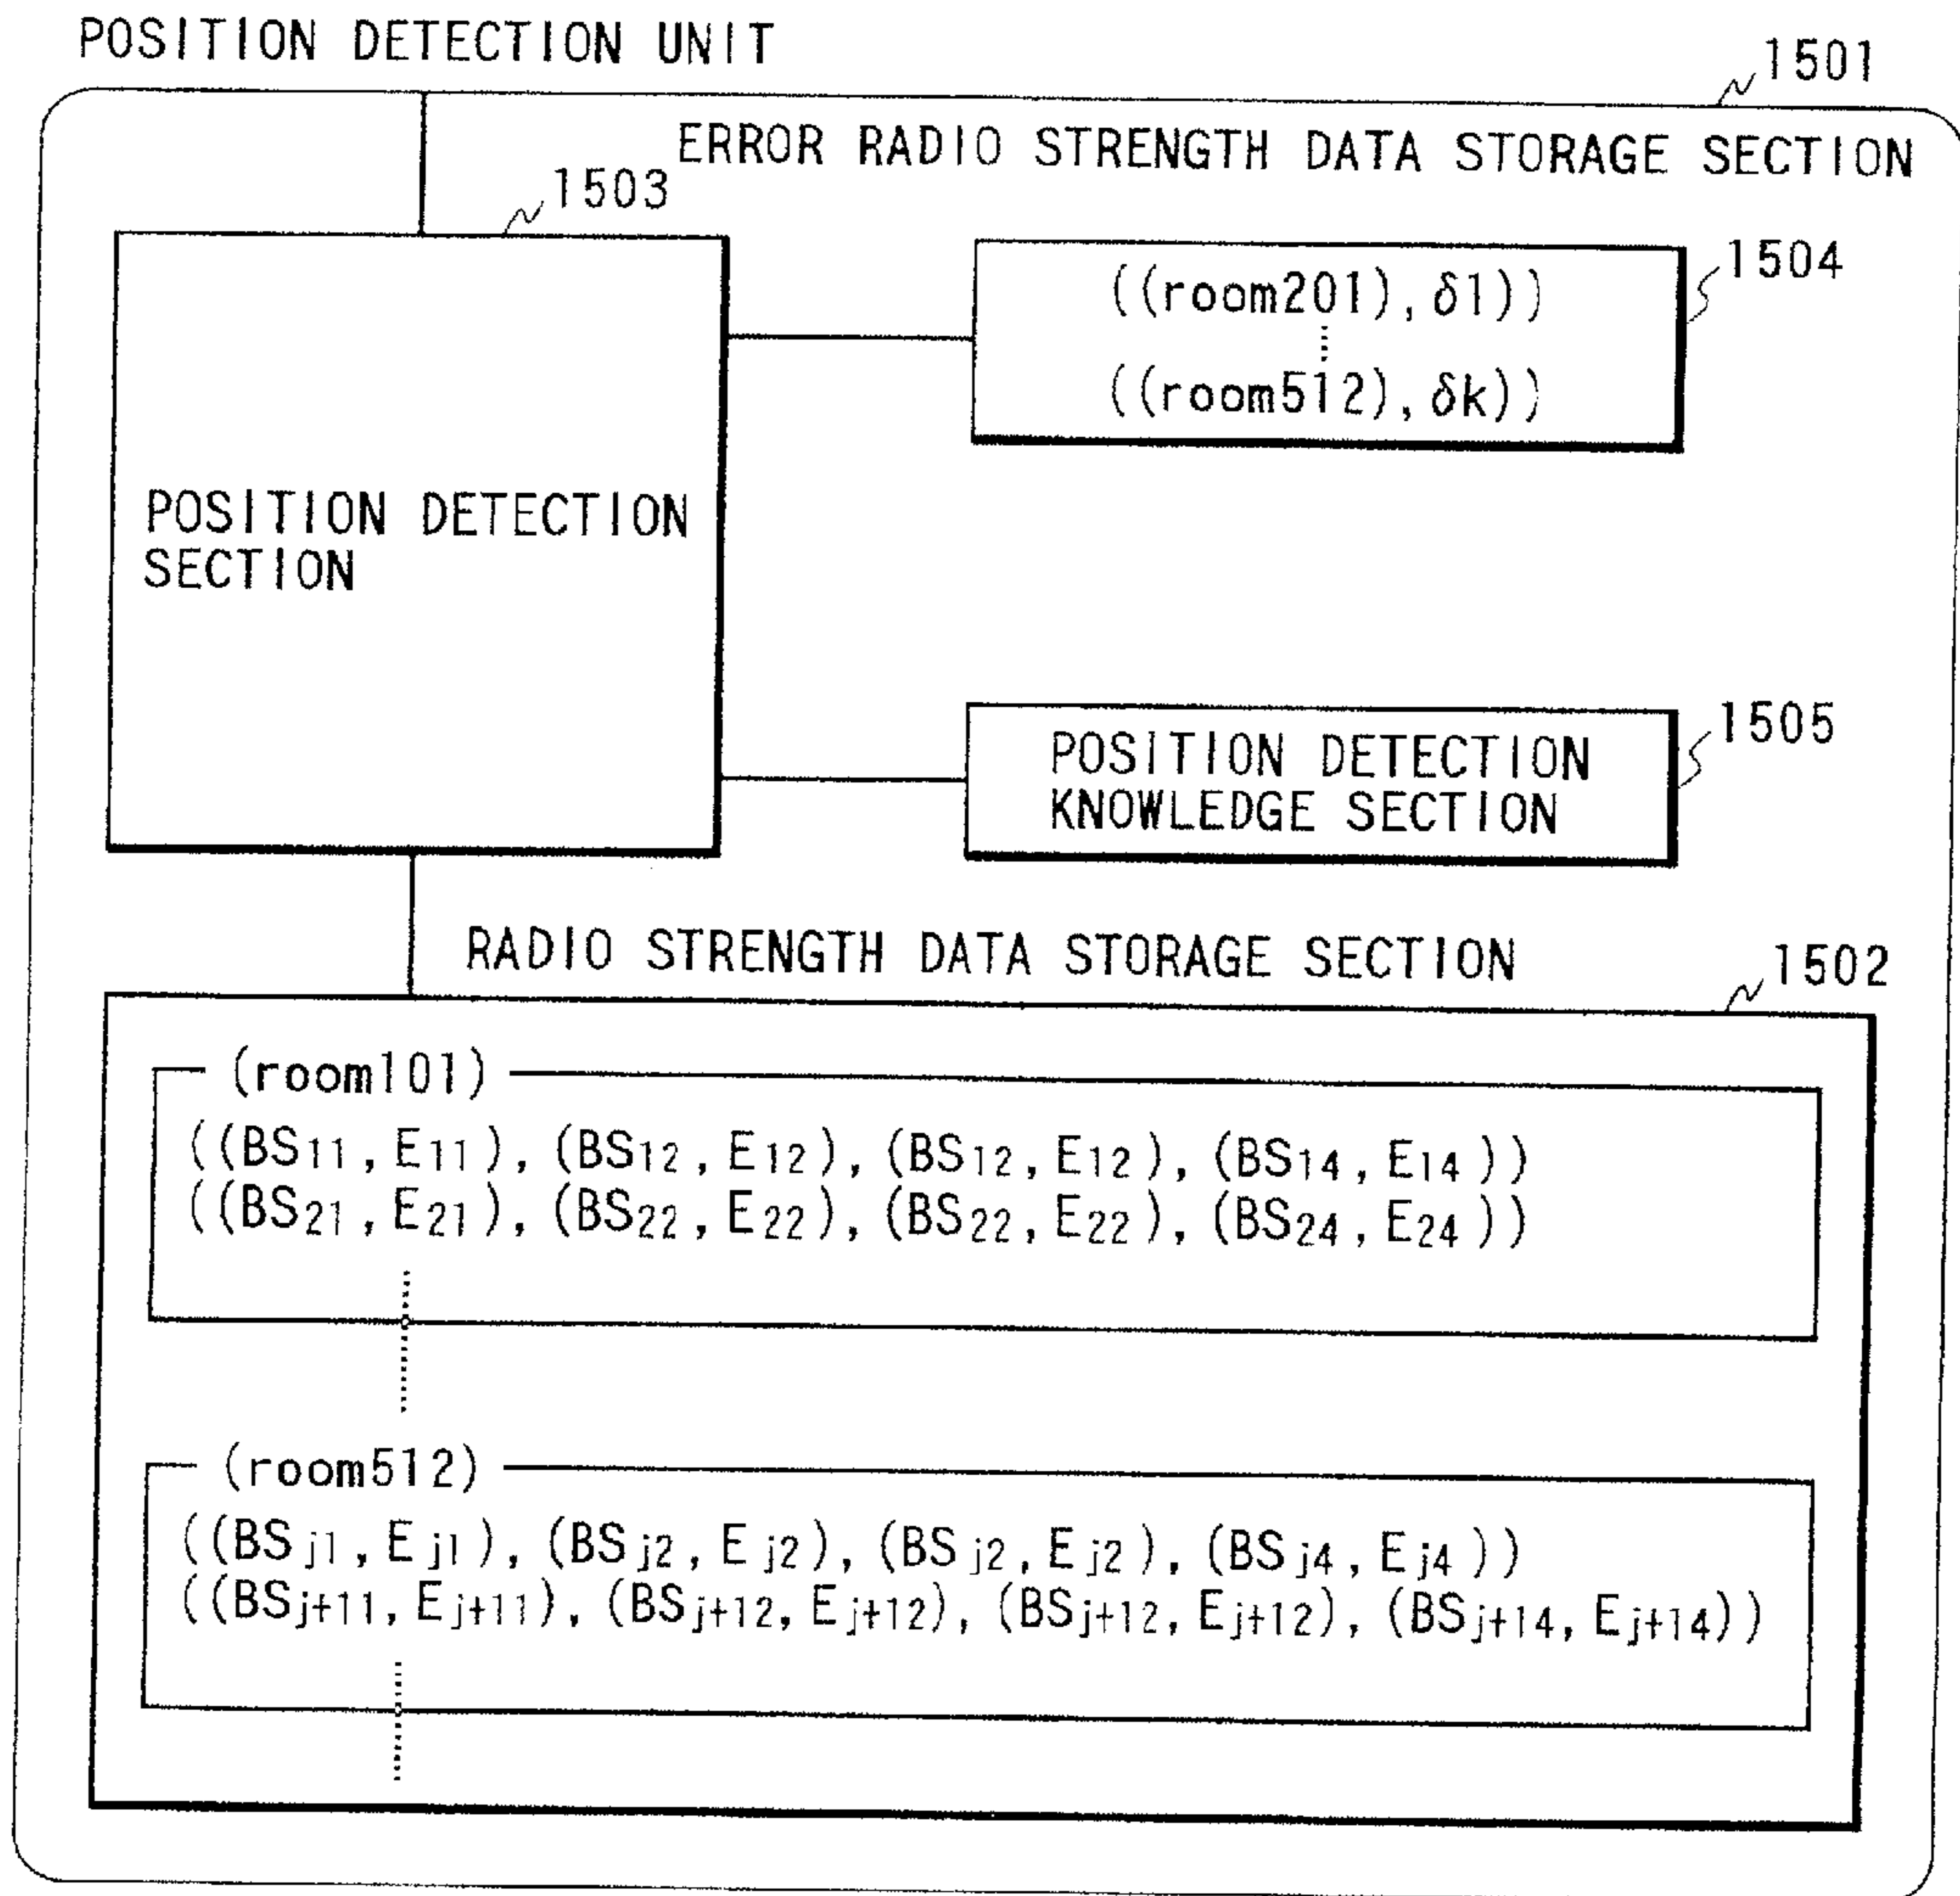 POSITION DETECTION UNIT
1501
ERROR RADIO STRENGTH DATA STORAGE SECTION
1503
1504
((room201), δ1))
((room512), δk))
POSITION DETECTION
SECTION
1505
POSITION DETECTION
KNOWLEDGE SECTION
RADIO STRENGTH DATA STORAGE SECTION
1502
(room101)
((BS11, E11), (BS12, E12), (BS12, E12), (BS14, E14))
((BS21, E21), (BS22, E22), (BS22, E22), (BS24, E24))
(room512)
((BSj1, Ej1), (BSj2, Ej2), (BSj2, Ej2), (BSj4, Ej4))
((BSj+11, Ej+11), (BSj+12, Ej+12), (BSj+12, Ej+12), (BSj+14, Ej+14))